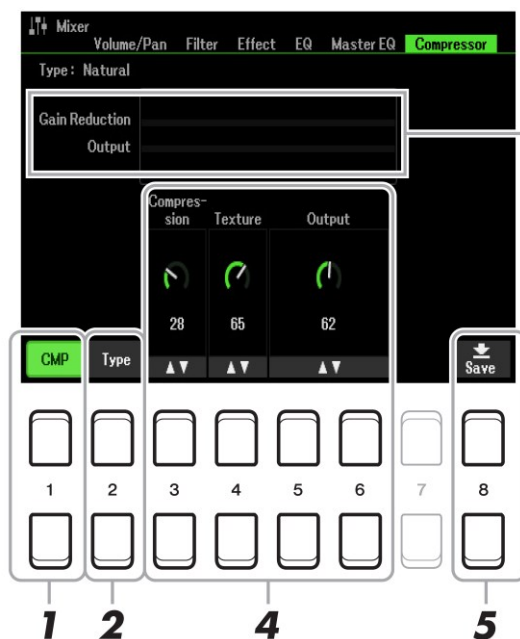 Mixer
Volume/Pan Filter Effect EQ Master EQ Compressor
Type: Natural
Gain Reduction
Output
Compres-
sion Texture Output
28 65 62
CMP Type ▲▼ ▲▼ ▲▼ Save
1 2 3 4 5 6 7 8
1 2 4 5